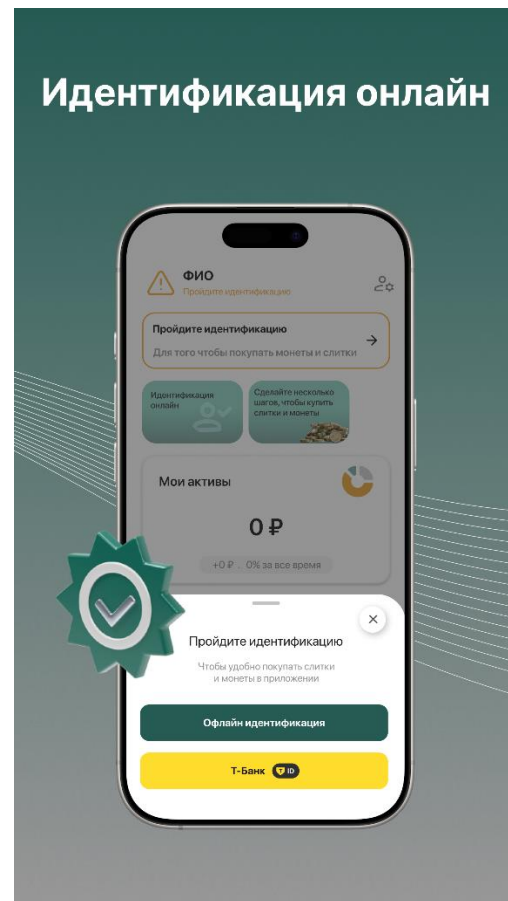 Идентификация онлайн
ФИО
Пройдите идентификацию
Пройдите идентификацию
Для того чтобы покупать монеты и слитки
Идентификация
онлайн
Сделайте несколько
шагов, чтобы купить
слитки и монеты
Мои активы
0 ₽
+0 ₽ .. 0% за все время
Пройдите идентификацию
Чтобы удобно покупать слитки
и монеты в приложении
Офлайн идентификация
Т-Банк T ID